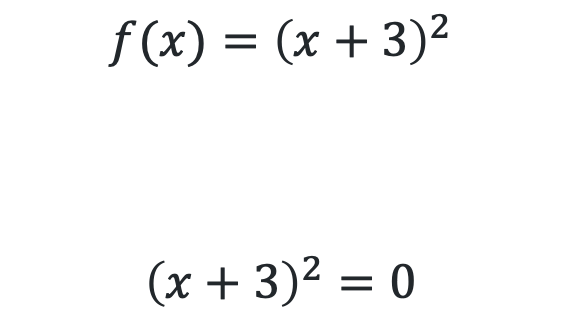 f(x) = (x + 3)²
(x + 3)² = 0